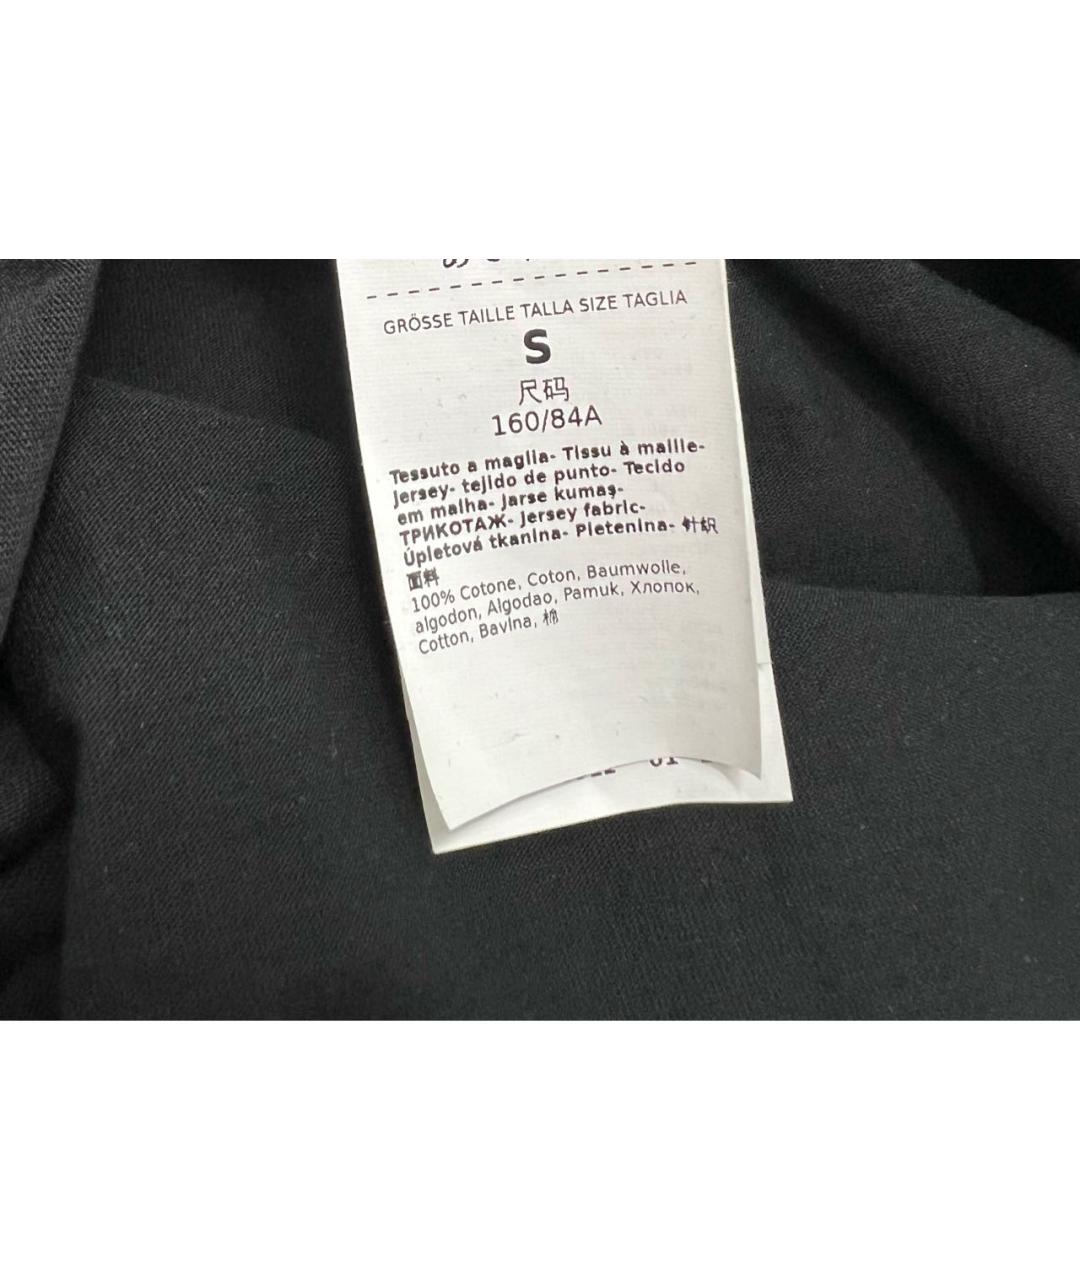 GRÖSSE TAILLE TALLA SIZE TAGLIA
S
尺码
160/84A
Tessuto a maglia- Tissu à maille-
Jersey- tejido de punto- Tecido
em malha- Jarse kumaş-
ТРИКОТАЖ- Jersey fabric-
Úpletová tkanina- Pletenina- 针织
面料
100% Cotone, Coton, Baumwolle,
algodon, Algodao, Pamuk, Хлопок,
Cotton, Bavlna, 棉